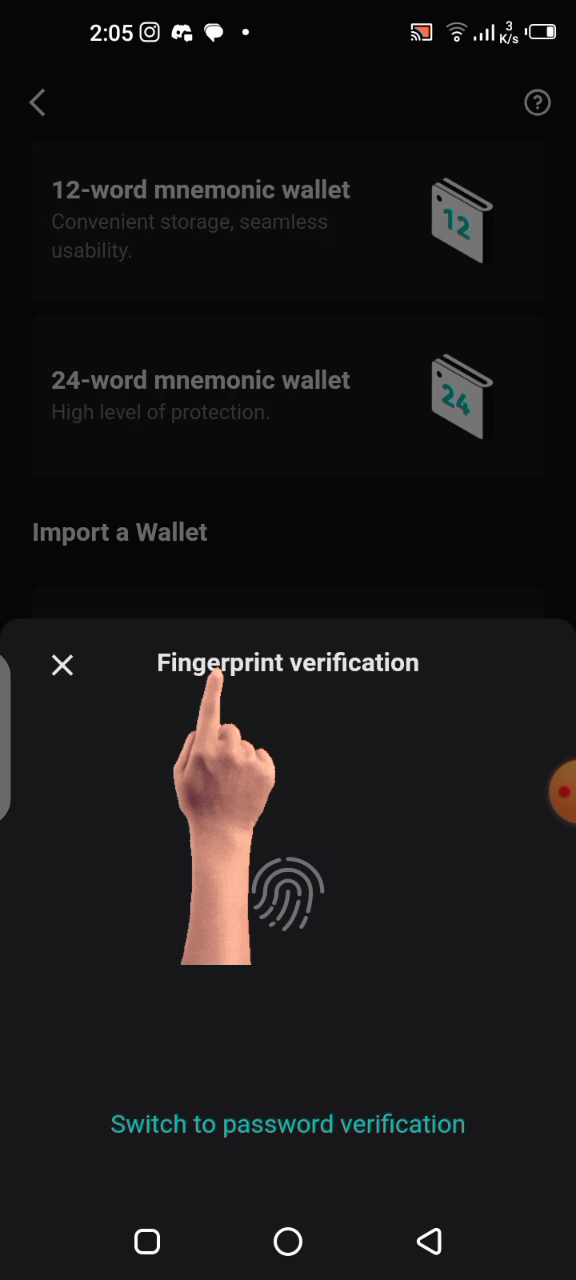 2:05
3
K/s
12-word mnemonic wallet
Convenient storage, seamless
usability.
12
24-word mnemonic wallet
High level of protection.
24
Import a Wallet
Fingerprint verification
Switch to password verification